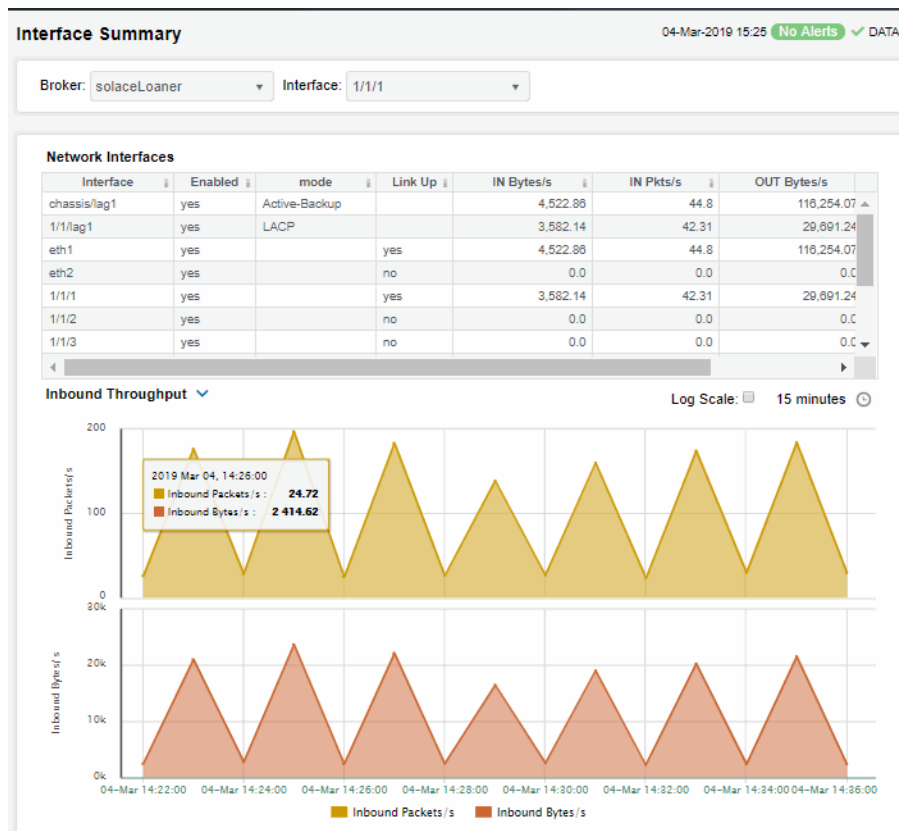 Interface Summary
04-Mar-2019 15:25 No Alerts DATA
Broker: solaceLoaner Interface: 1/1/1
Network Interfaces
Interface Enabled mode Link Up IN Bytes/s IN Pkts/s OUT Bytes/s
chassis/lag1 yes Active-Backup 4,522.86 44.8 116,254.07
1/1/lag1 yes LACP 3,582.14 42.31 29,691.24
eth1 yes yes 4,522.86 44.8 116,254.07
eth2 yes no 0.0 0.0 0.0
1/1/1 yes yes 3,582.14 42.31 29,691.24
1/1/2 yes no 0.0 0.0 0.0
1/1/3 yes no 0.0 0.0 0.0
Inbound Throughput
Log Scale: 15 minutes
200
100
0
Inbound Packets/s
2019 Mar 04, 14:26:00
Inbound Packets/s : 24.72
Inbound Bytes/s : 2 414.62
30k
20k
10k
0k
Inbound Bytes/s
04-Mar 14:22:00 04-Mar 14:24:00 04-Mar 14:26:00 04-Mar 14:28:00 04-Mar 14:30:00 04-Mar 14:32:00 04-Mar 14:34:00 04-Mar 14:36:00
Inbound Packets/s Inbound Bytes/s